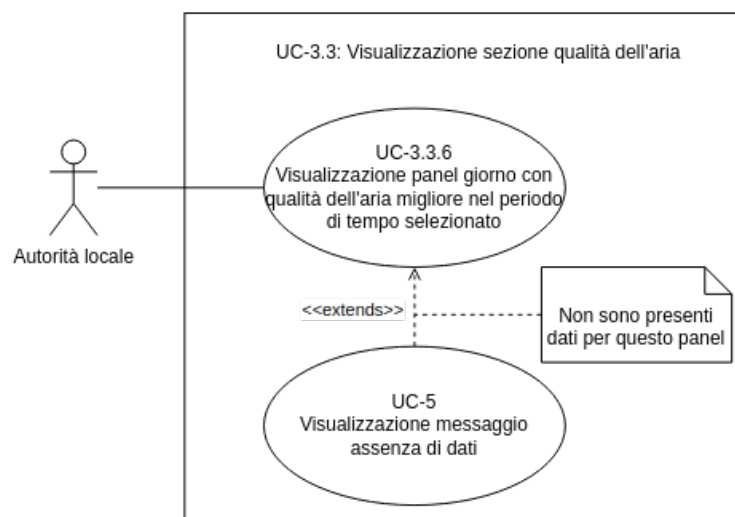 UC-3.3: Visualizzazione sezione qualità dell'aria
UC-3.3.6
Visualizzazione panel giorno con
qualità dell'aria migliore nel periodo
di tempo selezionato
Autorità locale
<<extends>>
Non sono presenti
dati per questo panel
UC-5
Visualizzazione messaggio
assenza di dati